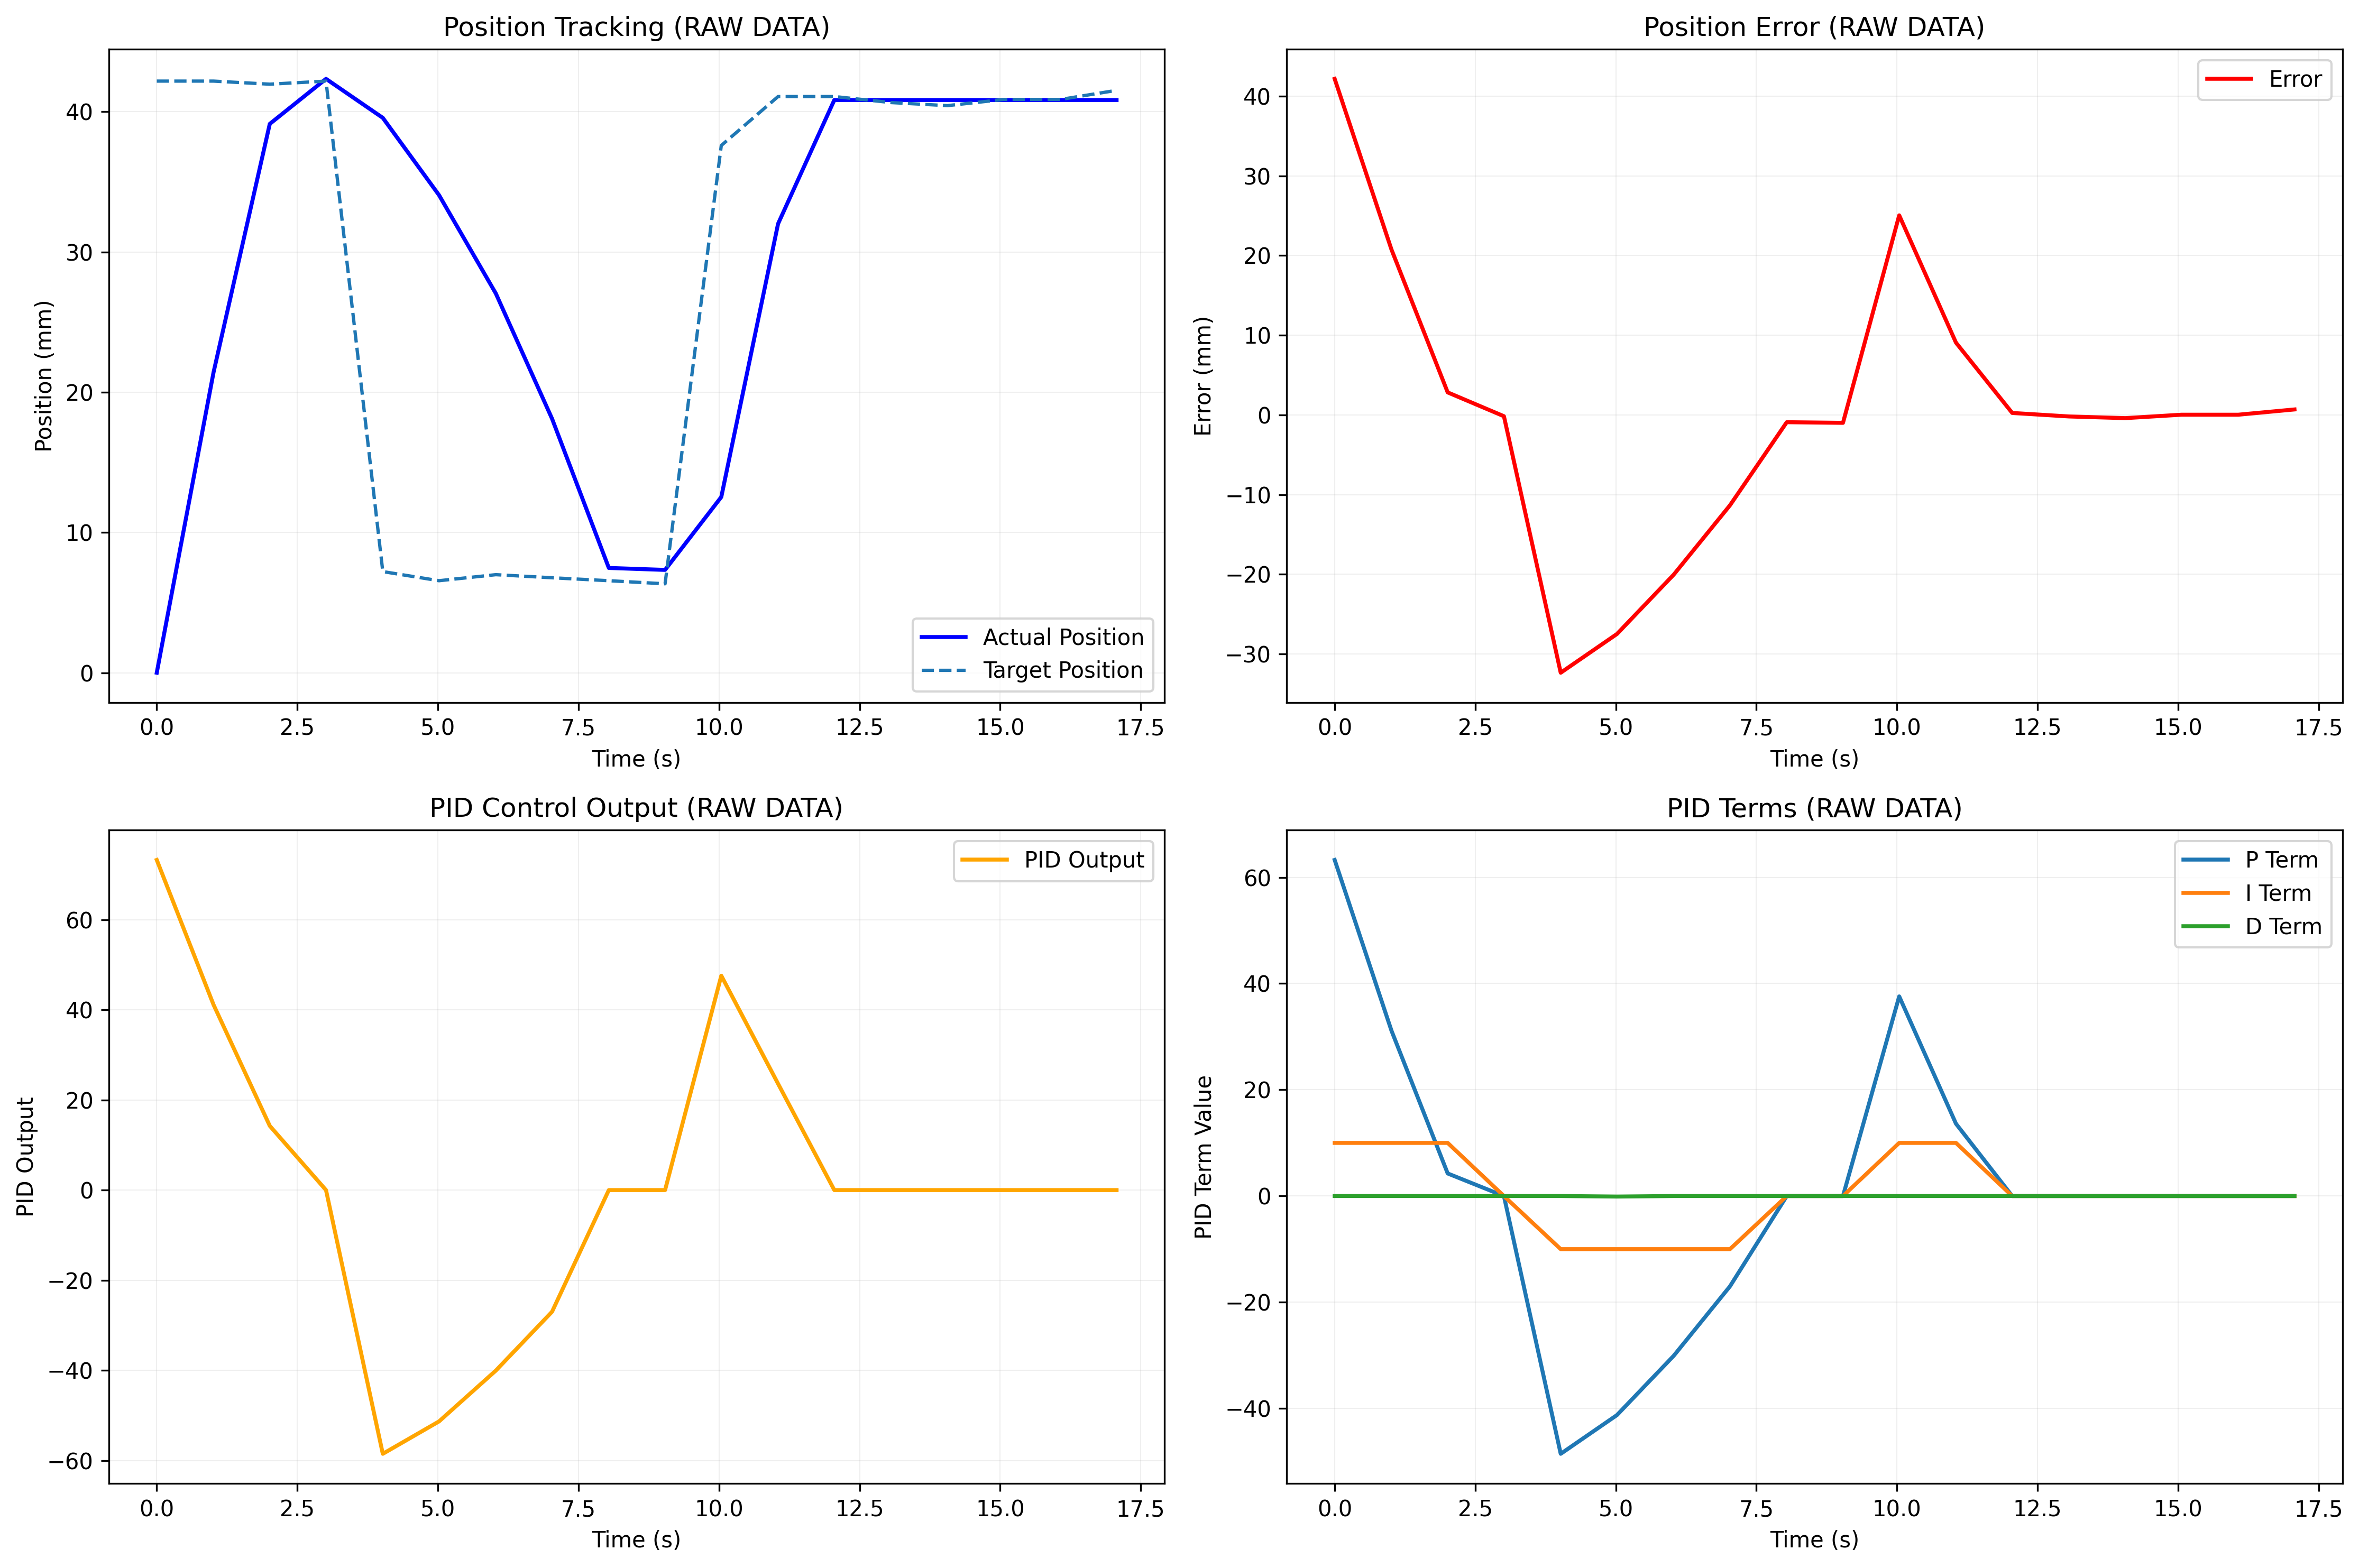 Position Tracking (RAW DATA)
Position (mm)
40
30
20
10
0
Actual Position
Target Position
0.0 2.5 5.0 7.5 10.0 12.5 15.0 17.5
Time (s)
Position Error (RAW DATA)
Error (mm)
Error
40
30
20
10
0
−10
−20
−30
0.0 2.5 5.0 7.5 10.0 12.5 15.0 17.5
Time (s)
PID Control Output (RAW DATA)
PID Output
PID Output
60
40
20
0
−20
−40
−60
0.0 2.5 5.0 7.5 10.0 12.5 15.0 17.5
Time (s)
PID Terms (RAW DATA)
PID Term Value
P Term
I Term
D Term
60
40
20
0
−20
−40
0.0 2.5 5.0 7.5 10.0 12.5 15.0 17.5
Time (s)